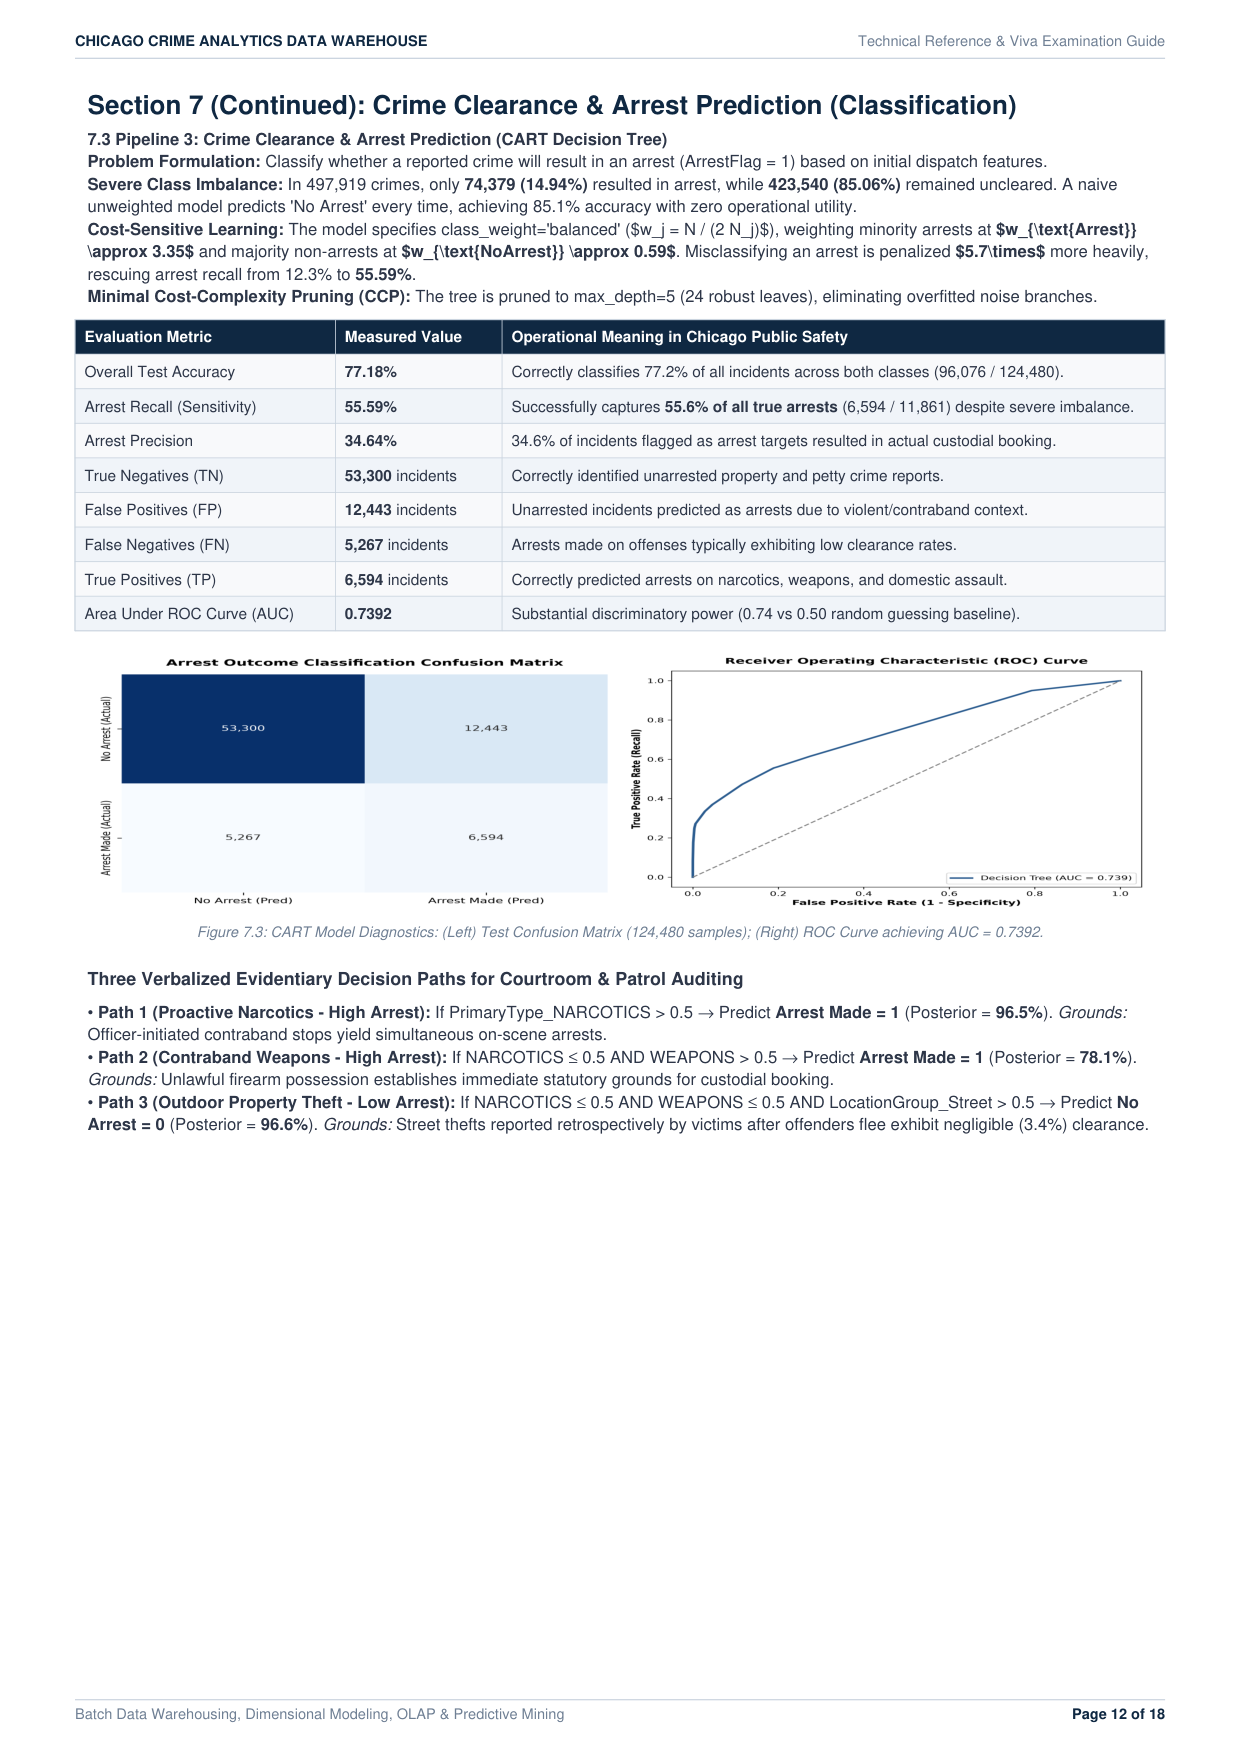 CHICAGO CRIME ANALYTICS DATA WAREHOUSE
Technical Reference & Viva Examination Guide
Section 7 (Continued): Crime Clearance & Arrest Prediction (Classification)
7.3 Pipeline 3: Crime Clearance & Arrest Prediction (CART Decision Tree)
Problem Formulation: Classify whether a reported crime will result in an arrest (ArrestFlag = 1) based on initial dispatch features.
Severe Class Imbalance: In 497,919 crimes, only 74,379 (14.94%) resulted in arrest, while 423,540 (85.06%) remained uncleared. A naive
unweighted model predicts 'No Arrest' every time, achieving 85.1% accuracy with zero operational utility.
Cost-Sensitive Learning: The model specifies class_weight='balanced' ($w_j = N / (2 N_j)$), weighting minority arrests at $w_{\text{Arrest}}
\approx 3.35$ and majority non-arrests at $w_{\text{NoArrest}} \approx 0.59$. Misclassifying an arrest is penalized $5.7\times$ more heavily,
rescuing arrest recall from 12.3% to 55.59%.
Minimal Cost-Complexity Pruning (CCP): The tree is pruned to max_depth=5 (24 robust leaves), eliminating overfitted noise branches.
Evaluation Metric Measured Value Operational Meaning in Chicago Public Safety
Overall Test Accuracy 77.18% Correctly classifies 77.2% of all incidents across both classes (96,076 / 124,480).
Arrest Recall (Sensitivity) 55.59% Successfully captures 55.6% of all true arrests (6,594 / 11,861) despite severe imbalance.
Arrest Precision 34.64% 34.6% of incidents flagged as arrest targets resulted in actual custodial booking.
True Negatives (TN) 53,300 incidents Correctly identified unarrested property and petty crime reports.
False Positives (FP) 12,443 incidents Unarrested incidents predicted as arrests due to violent/contraband context.
False Negatives (FN) 5,267 incidents Arrests made on offenses typically exhibiting low clearance rates.
True Positives (TP) 6,594 incidents Correctly predicted arrests on narcotics, weapons, and domestic assault.
Area Under ROC Curve (AUC) 0.7392 Substantial discriminatory power (0.74 vs 0.50 random guessing baseline).
Arrest Outcome Classification Confusion Matrix
No Arrest (Actual)
53,300 12,443
Arrest Made (Actual)
5,267 6,594
No Arrest (Pred) Arrest Made (Pred)
Receiver Operating Characteristic (ROC) Curve
True Positive Rate (Recall)
1.0
0.8
0.6
0.4
0.2
0.0
Decision Tree (AUC = 0.739)
0.0 0.2 0.4 0.6 0.8 1.0
False Positive Rate (1 - Specificity)
Figure 7.3: CART Model Diagnostics: (Left) Test Confusion Matrix (124,480 samples); (Right) ROC Curve achieving AUC = 0.7392.
Three Verbalized Evidentiary Decision Paths for Courtroom & Patrol Auditing
• Path 1 (Proactive Narcotics - High Arrest): If PrimaryType_NARCOTICS > 0.5 → Predict Arrest Made = 1 (Posterior = 96.5%). Grounds:
Officer-initiated contraband stops yield simultaneous on-scene arrests.
• Path 2 (Contraband Weapons - High Arrest): If NARCOTICS ≤ 0.5 AND WEAPONS > 0.5 → Predict Arrest Made = 1 (Posterior = 78.1%).
Grounds: Unlawful firearm possession establishes immediate statutory grounds for custodial booking.
• Path 3 (Outdoor Property Theft - Low Arrest): If NARCOTICS ≤ 0.5 AND WEAPONS ≤ 0.5 AND LocationGroup_Street > 0.5 → Predict No
Arrest = 0 (Posterior = 96.6%). Grounds: Street thefts reported retrospectively by victims after offenders flee exhibit negligible (3.4%) clearance.
Batch Data Warehousing, Dimensional Modeling, OLAP & Predictive Mining
Page 12 of 18